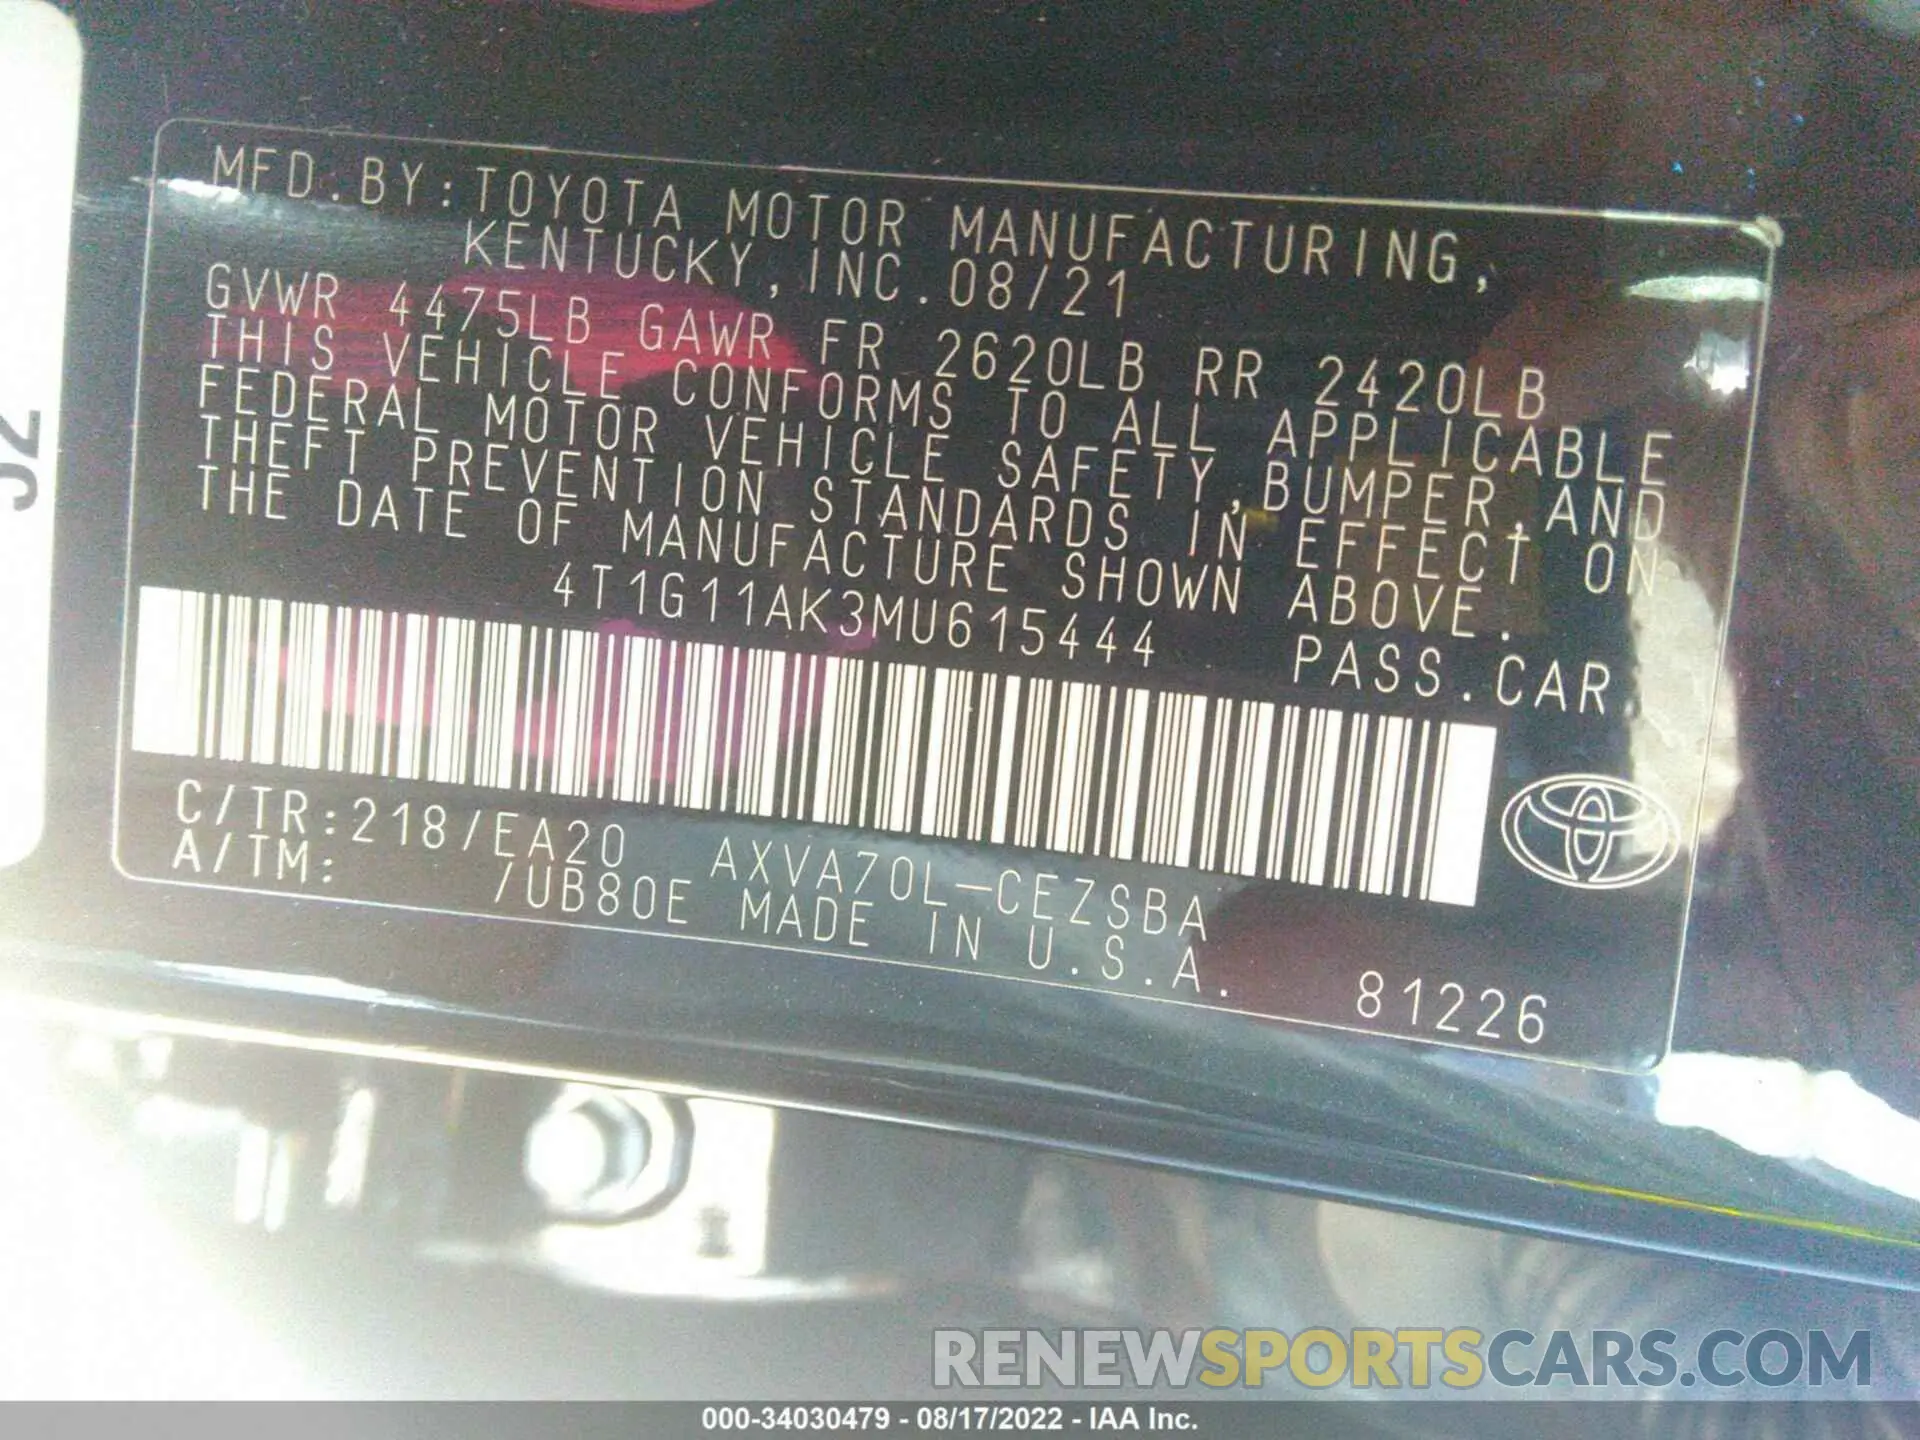 MFD.BY:TOYOTA MOTOR MANUFACTURING,
KENTUCKY,INC.08/21
GVWR 4475LB GAWR FR 2620LB RR 2420LB
THIS VEHICLE CONFORMS TO ALL APPLICABLE
FEDERAL MOTOR VEHICLE SAFETY,BUMPER,AND
THEFT PREVENTION STANDARDS IN EFFECT ON
THE DATE OF MANUFACTURE SHOWN ABOVE.
4T1G11AK3MU615444 PASS.CAR
C/TR:218/EA20 AXVA70L-CEZSBA
A/TM: /UB80E MADE IN U.S.A.
81226
RENEWSPORTSCARS.COM
000-34030479 - 08/17/2022 - IAA Inc.